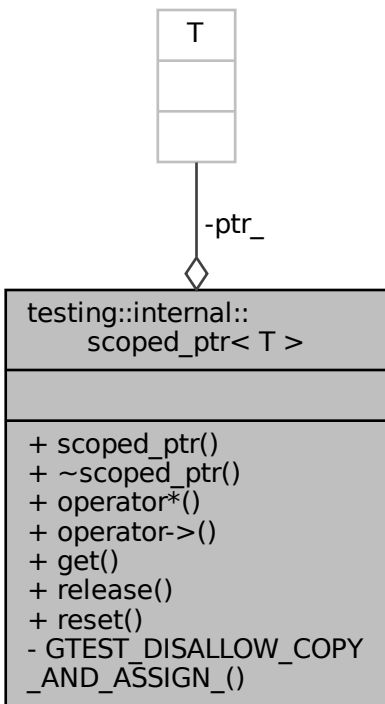 T
-ptr_
testing::internal::
scoped_ptr< T >
+ scoped_ptr()
+ ~scoped_ptr()
+ operator*()
+ operator->()
+ get()
+ release()
+ reset()
- GTEST_DISALLOW_COPY
_AND_ASSIGN_()